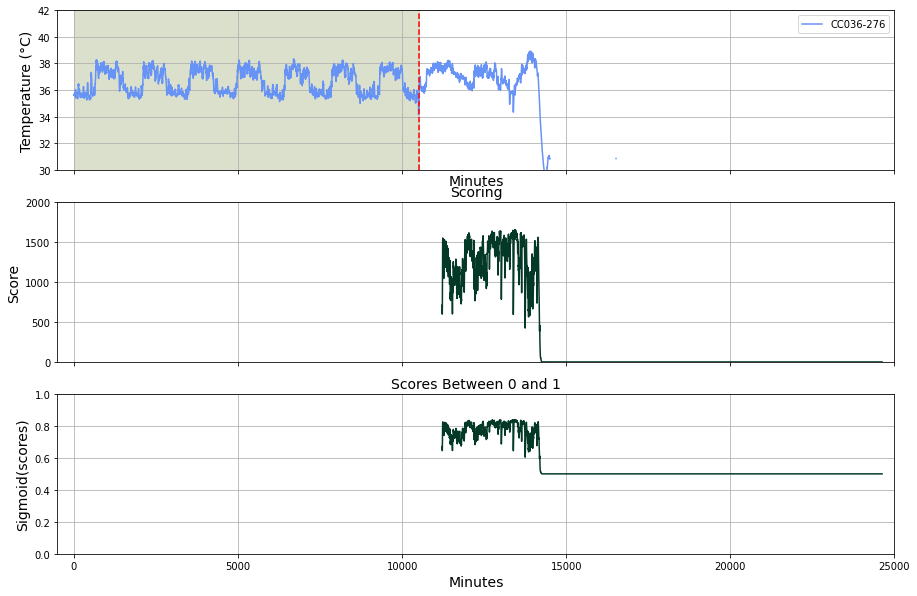 42
40
38
36
34
32
30
Temperature (°C)
CC036-276
Minutes
Scoring
2000
1500
1000
500
0
Score
Scores Between 0 and 1
1.0
0.8
0.6
0.4
0.2
0.0
Sigmoid(scores)
0 5000 10000 15000 20000 25000
Minutes